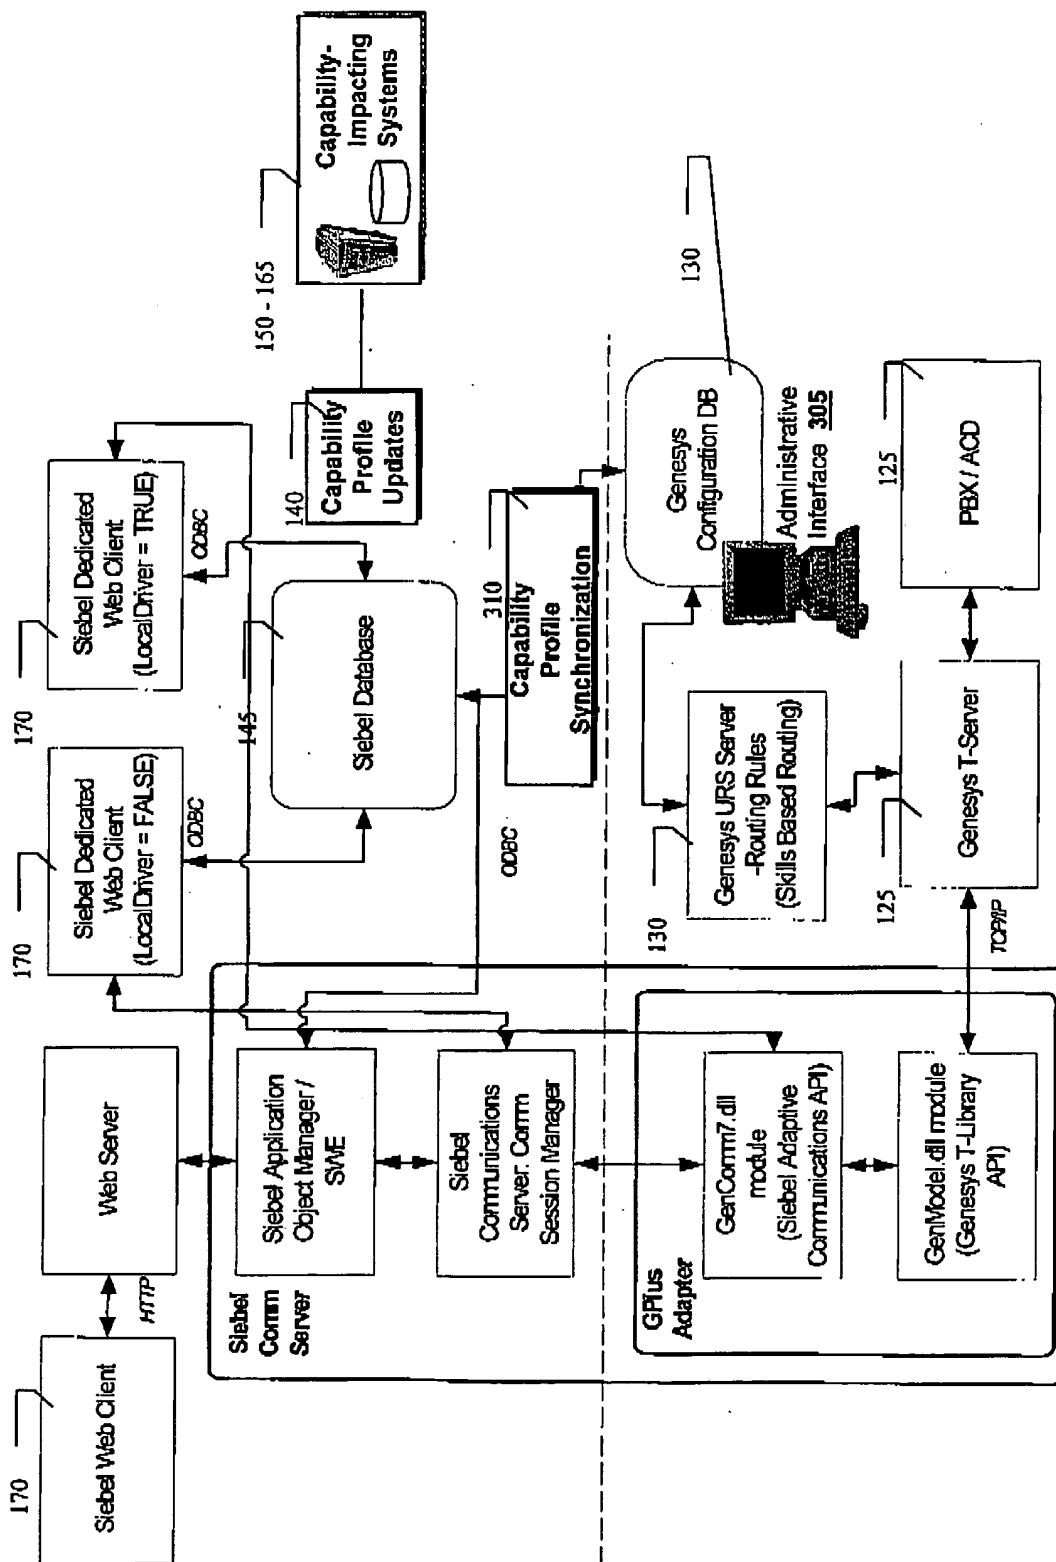 170
Siebel Web Client
HTTP
Web Server
170
Siebel Dedicated
Web Client
(LocalDriver = FALSE)
ODBC
170
Siebel Dedicated
Web Client
(LocalDriver = TRUE)
ODBC
150 - 165
Capability-
Impacting
Systems
140
Capability
Profile
Updates
Siebel
Comm
Server
Siebel Application
Object Manager /
SWE
145
Siebel Database
Siebel
Communications
Server. Comm
Session Manager
ODBC
310
Capability
Profile
Synchronization
GPlus
Adapter
GenComm7.dll
module
(Siebel Adaptive
Communications API)
130
Genesys URS Server
-Routing Rules
(Skills Based Routing)
Genesys
Configuration DB
130
Administrative
Interface 305
GenModel.dll module
(Genesys T-Library
API)
TCP/IP
125
Genesys T-Server
125
PBX / ACD